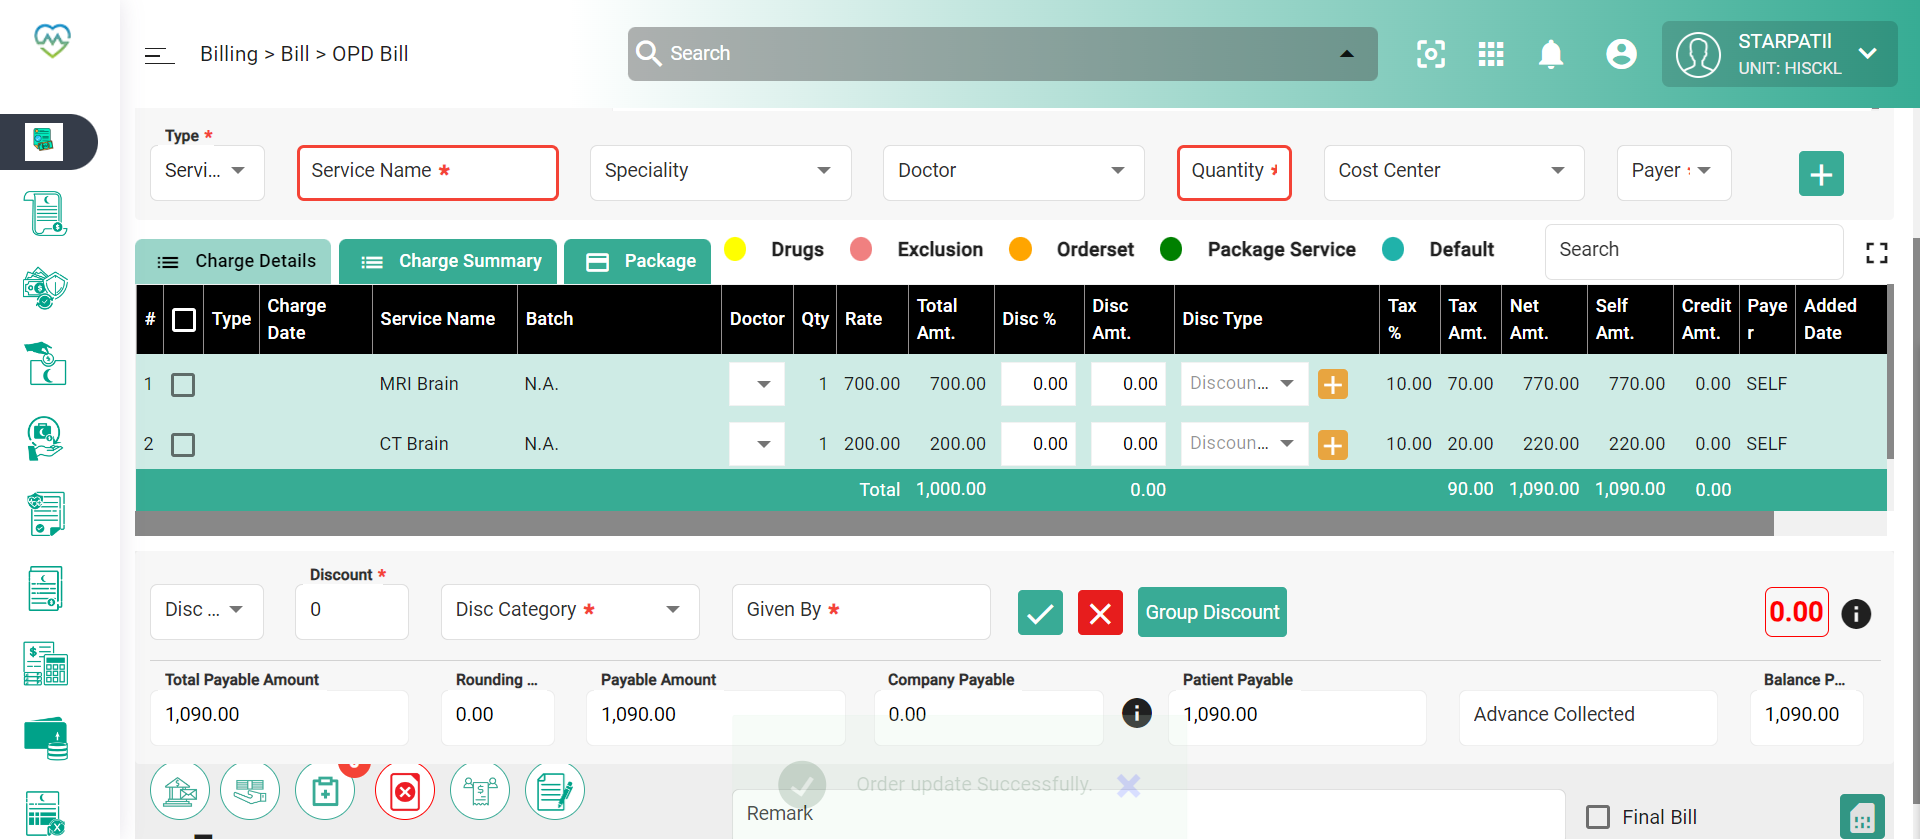 Billing > Bill > OPD Bill
Search
STARPATIl
UNIT: HISCKL
Type *
Servi...
Service Name *
Speciality
Doctor
Quantity *
Cost Center
Payer
Charge Details
Charge Summary
Package
Drugs
Exclusion
Orderset
Package Service
Default
Search
# Type Charge Date Service Name Batch Doctor Qty Rate Total Amt. Disc % Disc Amt. Disc Type Tax % Tax Amt. Net Amt. Self Amt. Credit Amt. Payer Added Date
1 MRI Brain N.A. 1 700.00 700.00 0.00 0.00 Discoun... 10.00 70.00 770.00 770.00 0.00 SELF
2 CT Brain N.A. 1 200.00 200.00 0.00 0.00 Discoun... 10.00 20.00 220.00 220.00 0.00 SELF
Total 1,000.00 0.00 90.00 1,090.00 1,090.00 0.00
Disc ...
Discount *
0
Disc Category *
Given By *
Group Discount
0.00
Total Payable Amount
1,090.00
Rounding ...
0.00
Payable Amount
1,090.00
Company Payable
0.00
Patient Payable
1,090.00
Advance Collected
Balance P...
1,090.00
Order update Successfully.
Remark
Final Bill